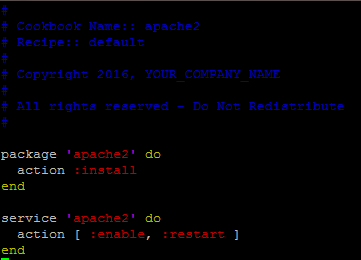 #
# Cookbook Name:: apache2
# Recipe:: default
#
# Copyright 2016, YOUR_COMPANY_NAME
#
# All rights reserved - Do Not Redistribute
#
package 'apache2' do
  action :install
end
service 'apache2' do
  action [ :enable, :restart ]
end